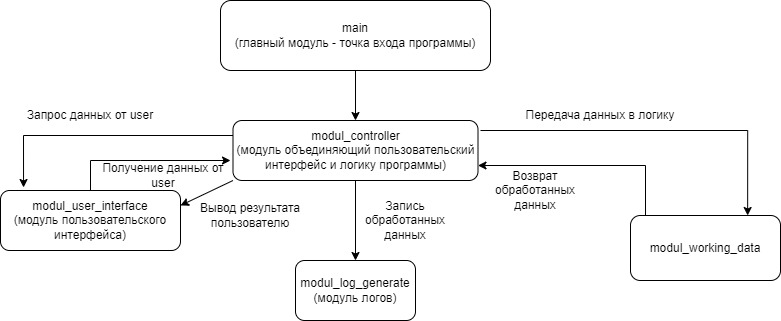 main
(главный модуль - точка входа программы)
Запрос данных от user
Передача данных в логику
modul_controller
(модуль объединяющий пользовательский
интерфейс и логику программы)
Получение данных от
user
Возврат
обработанных
данных
modul_user_interface
(модуль пользовательского
интерфейса)
Вывод результата
пользователю
Запись
обработанных
данных
modul_working_data
modul_log_generate
(модуль логов)